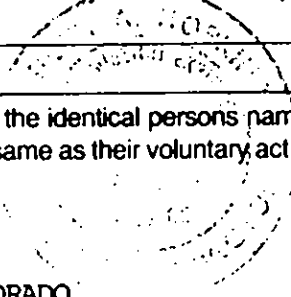 the identical persons nam
same as their voluntary act
ORADO